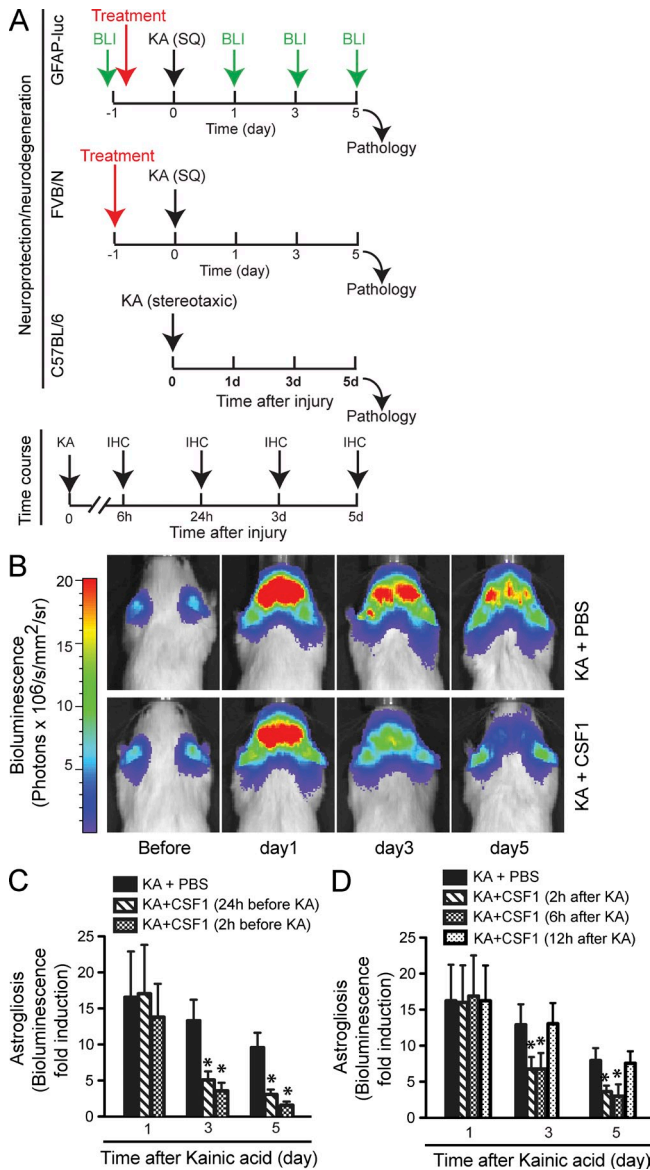 A
GFAP-luc
BLI
Treatment
KA (SQ)
BLI
BLI
BLI
-1
0
1
3
5
Time (day)
Pathology
Neuroprotection/neurodegeneration
FVB/N
Treatment
KA (SQ)
-1
0
1
3
5
Time (day)
Pathology
C57BL/6
KA (stereotaxic)
0
1d
3d
5d
Time after injury
Pathology
Time course
KA
IHC
IHC
IHC
IHC
0
6h
24h
3d
5d
Time after injury
B
Bioluminescence
(Photons x 10⁶/s/mm²/sr)
20
15
10
5
KA + PBS
KA + CSF1
Before
day1
day3
day5
C
KA + PBS
KA+CSF1 (24h before KA)
KA+CSF1 (2h before KA)
Astrogliosis
(Bioluminescence
fold induction)
25
20
15
10
5
0
* *
* *
1
3
5
Time after Kainic acid (day)
D
KA + PBS
KA+CSF1 (2h after KA)
KA+CSF1 (6h after KA)
KA+CSF1 (12h after KA)
Astrogliosis
(Bioluminescence
fold induction)
25
20
15
10
5
0
* *
* *
1
3
5
Time after Kainic acid (day)